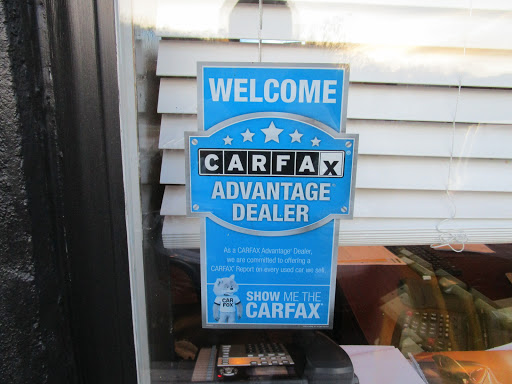 WELCOME
CARFAX
ADVANTAGE®
DEALER
As a CARFAX Advantage® Dealer,
we are committed to offering a
CARFAX® Report on every used car we sell.
CAR
FOX
SHOW ME THE
CARFAX®